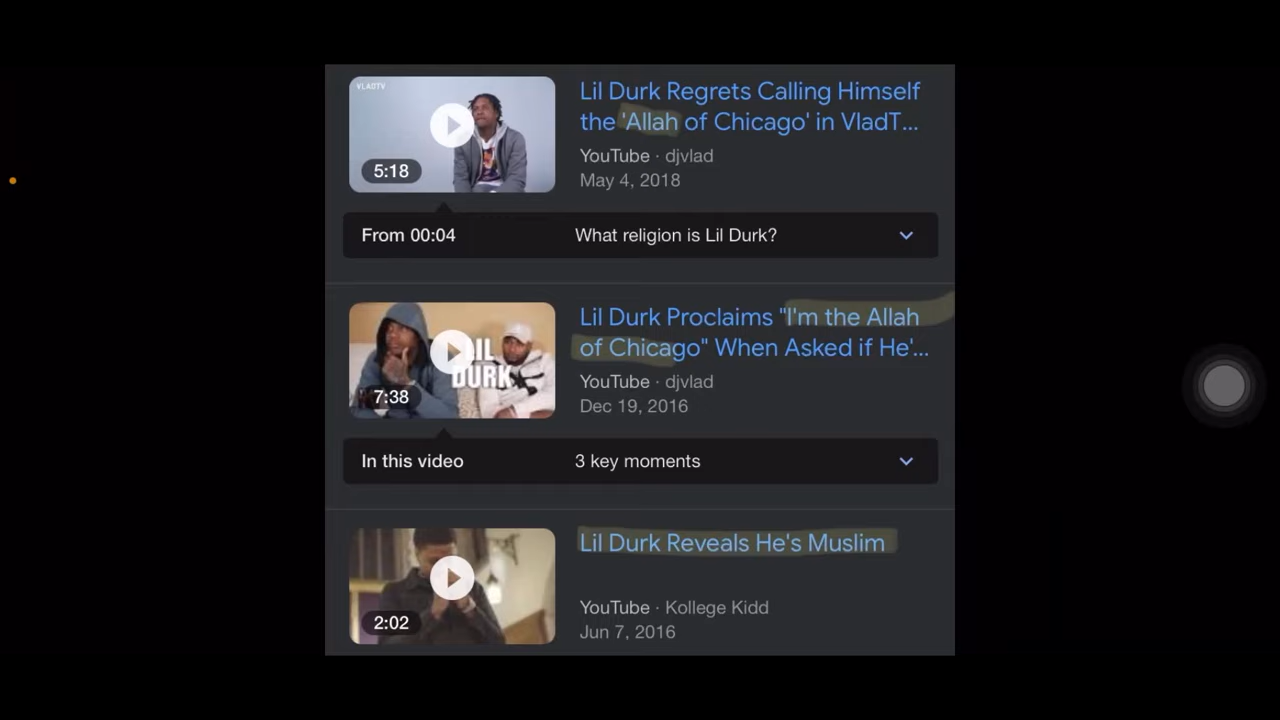 VLADTV
5:18
Lil Durk Regrets Calling Himself
the 'Allah of Chicago' in VladT...
YouTube · djvlad
May 4, 2018
From 00:04
What religion is Lil Durk?
LIL
DURK
7:38
Lil Durk Proclaims "I'm the Allah
of Chicago" When Asked if He'...
YouTube · djvlad
Dec 19, 2016
In this video
3 key moments
2:02
Lil Durk Reveals He's Muslim
YouTube · Kollege Kidd
Jun 7, 2016